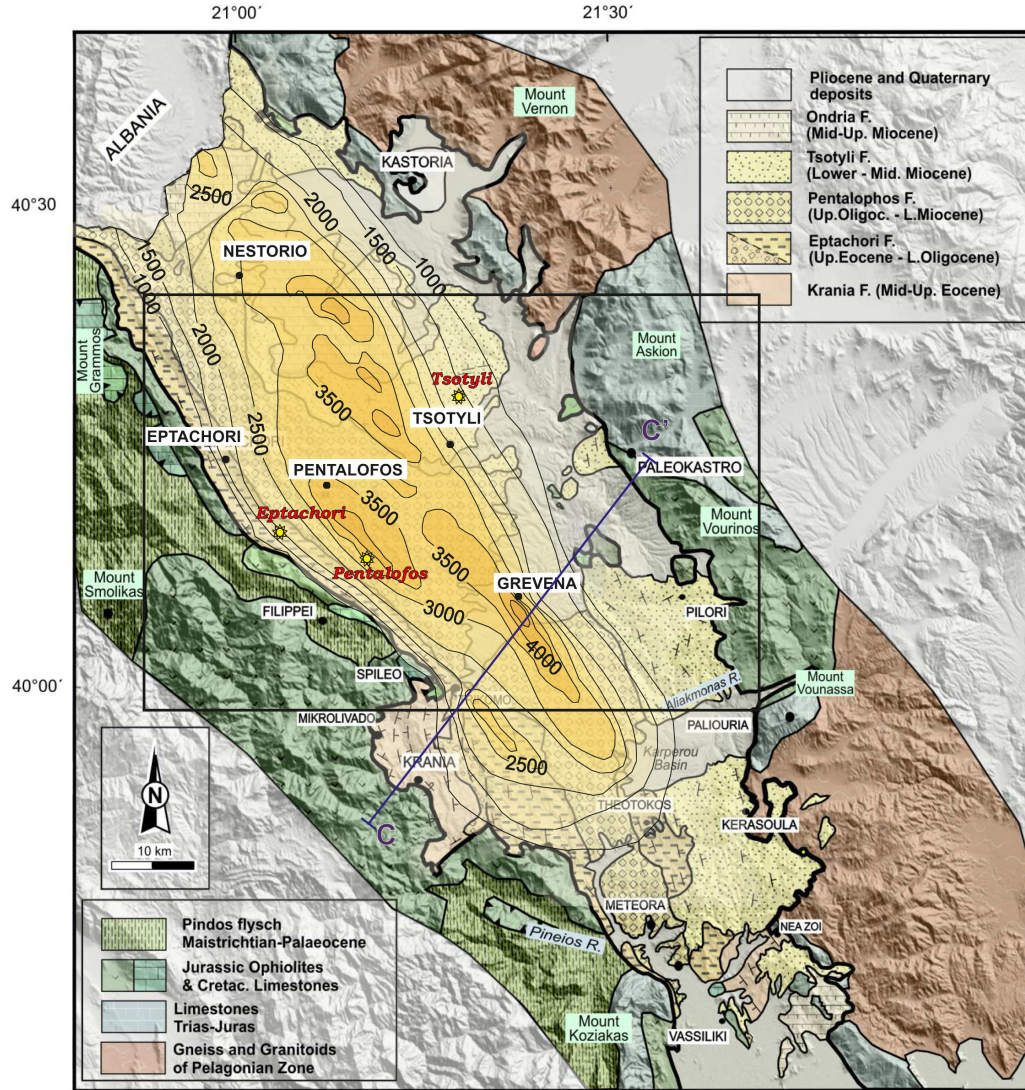 21°00'
21°30'
40°30'
40°00'
ALBANIA
Mount
Vernon
KASTORIA
Pliocene and Quaternary
deposits
Ondria F.
(Mid-Up. Miocene)
Tsotyli F.
(Lower - Mid. Miocene)
Pentalophos F.
(Up.Oligoc. - L.Miocene)
Eptachori F.
(Up.Eocene - L.Oligocene)
Krania F. (Mid-Up. Eocene)
2500
2000
1500
1000
NESTORIO
1500
1000
2000
2500
Mount
Grammos
Mount
Askion
3500
Tsotyli
TSOTYLI
C'
PALEOKASTRO
EPTACHORI
PENTALOFOS
3500
Eptachori
Pentalofos
3500
Mount
Vourinos
Mount
Smolikas
GREVENA
3000
4000
FILIPPEI
PILORI
SPILEO
Aliakmonas R.
Mount
Vounassa
MIKROLIVADO
PALIOURIA
KRANIA
2500
Karperou
Basin
THEOTOKOS
KERASOULA
C
N
10 km
METEORA
NEA ZOI
Pineios R.
Mount
Koziakas
VASSILIKI
Pindos flysch
Maistrichtian-Palaeocene
Jurassic Ophiolites
& Cretac. Limestones
Limestones
Trias-Juras
Gneiss and Granitoids
of Pelagonian Zone